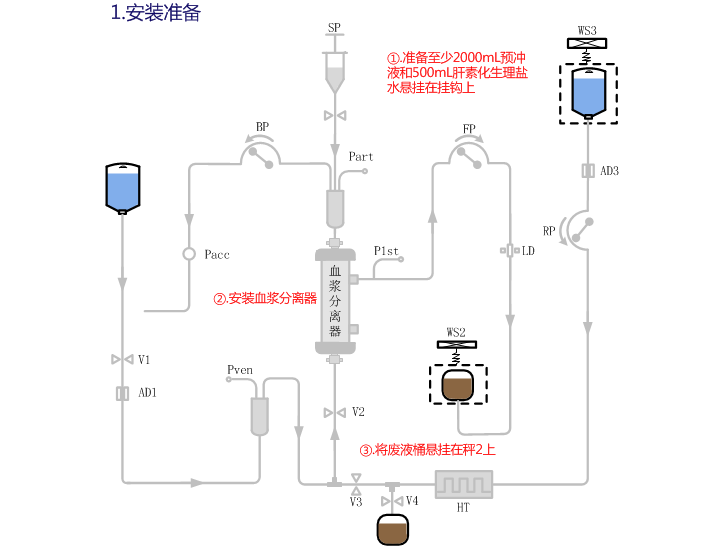 1.安装准备
SP
WS3
①.准备至少2000mL预冲
液和500mL肝素化生理盐
水悬挂在挂钩上
BP
FP
Part
AD3
RP
Pacc
P1st
LD
血浆分离器
②.安装血浆分离器
WS2
V1
Pven
AD1
V2
③.将废液桶悬挂在秤2上
V3
V4
HT